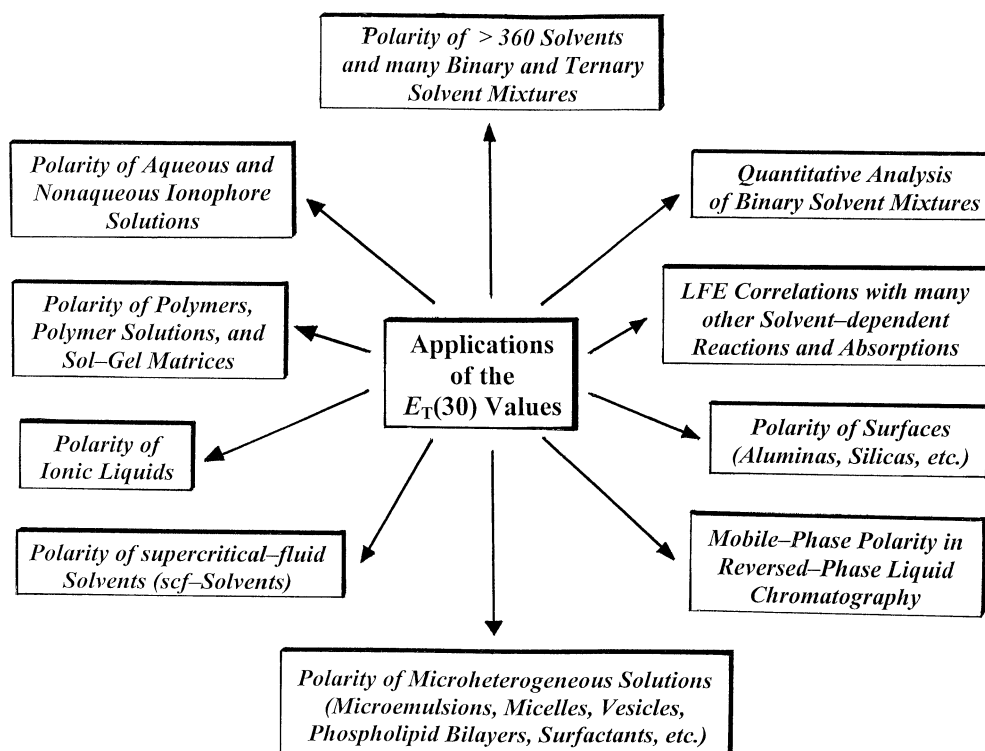 Polarity of > 360 Solvents
and many Binary and Ternary
Solvent Mixtures
Polarity of Aqueous and
Nonaqueous Ionophore
Solutions
Quantitative Analysis
of Binary Solvent Mixtures
Polarity of Polymers,
Polymer Solutions, and
Sol–Gel Matrices
LFE Correlations with many
other Solvent–dependent
Reactions and Absorptions
Applications
of the
E_T(30) Values
Polarity of
Ionic Liquids
Polarity of Surfaces
(Aluminas, Silicas, etc.)
Polarity of supercritical–fluid
Solvents (scf–Solvents)
Mobile–Phase Polarity in
Reversed–Phase Liquid
Chromatography
Polarity of Microheterogeneous Solutions
(Microemulsions, Micelles, Vesicles,
Phospholipid Bilayers, Surfactants, etc.)